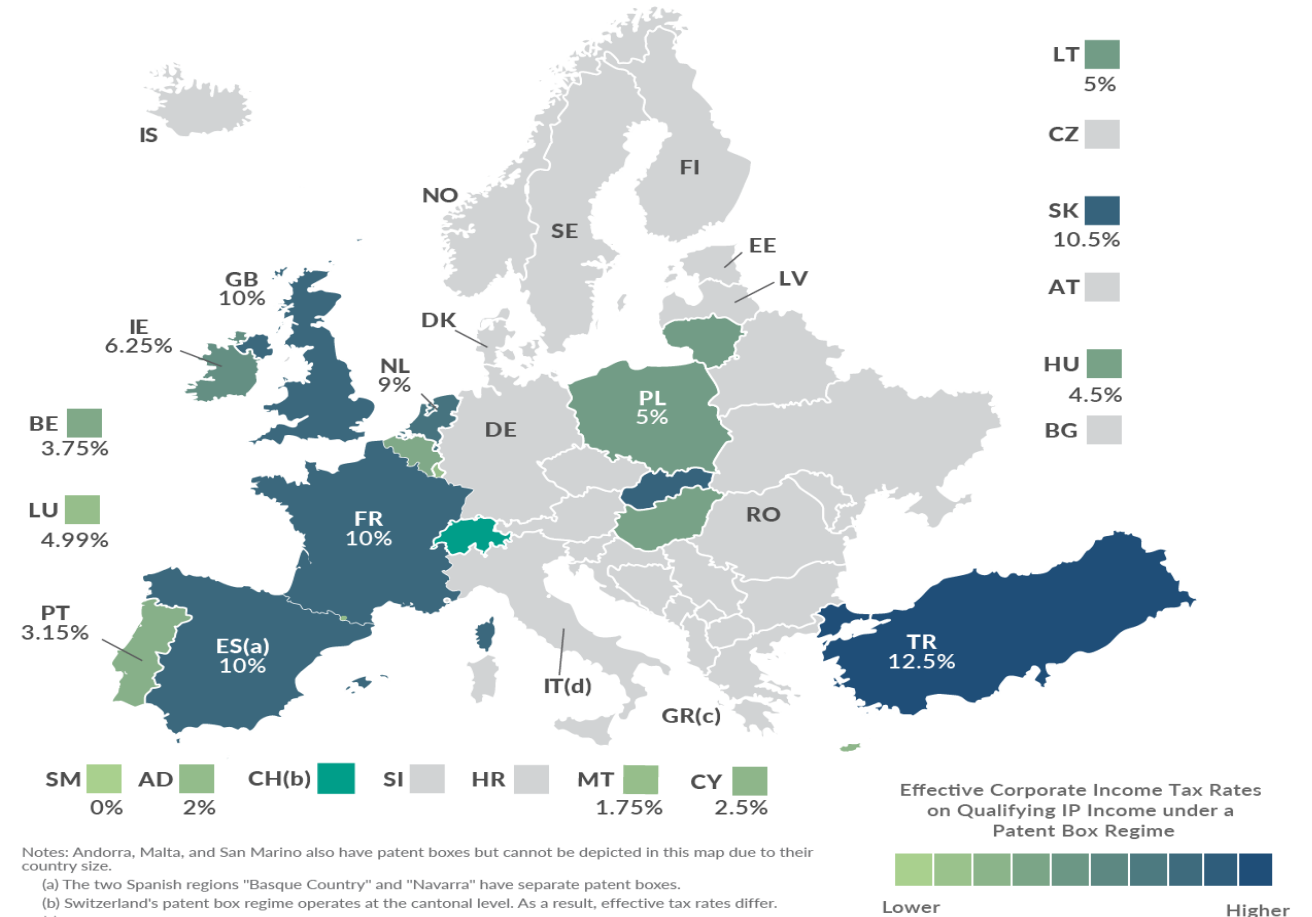 LT
5%
CZ
IS
FI
NO
SK
10.5%
SE
EE
GB
10%
LV
AT
DK
IE
6.25%
NL
9%
HU
4.5%
PL
5%
BE
3.75%
DE
BG
LU
4.99%
FR
10%
RO
PT
3.15%
ES(a)
10%
TR
12.5%
IT(d)
GR(c)
SM
0%
AD
2%
CH(b)
SI
HR
MT
1.75%
CY
2.5%
Effective Corporate Income Tax Rates
on Qualifying IP Income under a
Patent Box Regime
Lower
Higher
Notes: Andorra, Malta, and San Marino also have patent boxes but cannot be depicted in this map due to their
country size.
(a) The two Spanish regions "Basque Country" and "Navarra" have separate patent boxes.
(b) Switzerland's patent box regime operates at the cantonal level. As a result, effective tax rates differ.